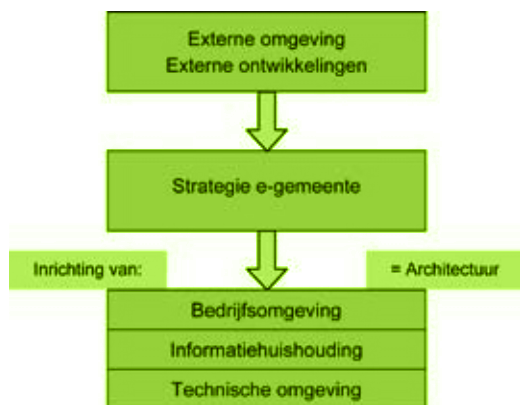 Externe omgeving
Externe ontwikkelingen
Strategie e-gemeente
Inrichting van:
= Architectuur
Bedrijfsomgeving
Informatiehuishouding
Technische omgeving